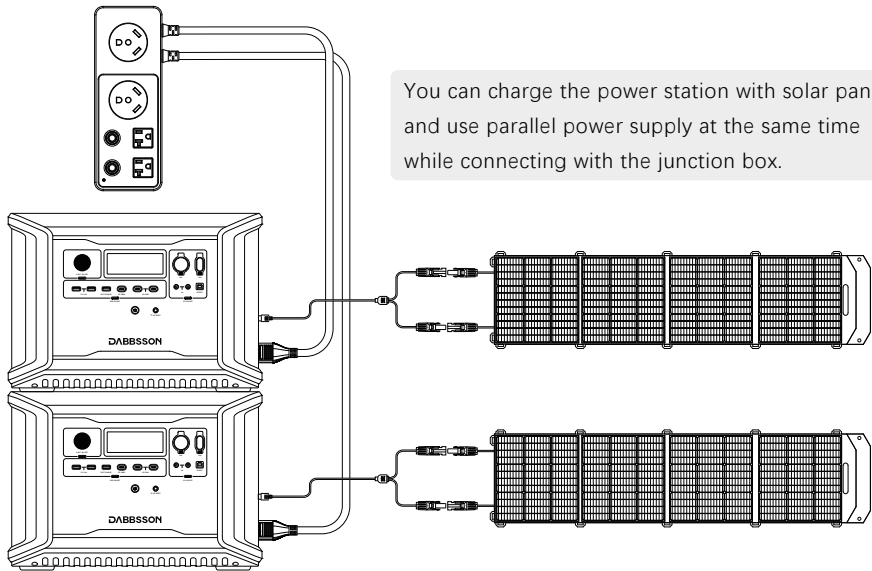 You can charge the power station with solar pan
and use parallel power supply at the same time
while connecting with the junction box.
DABBSSON
DABBSSON